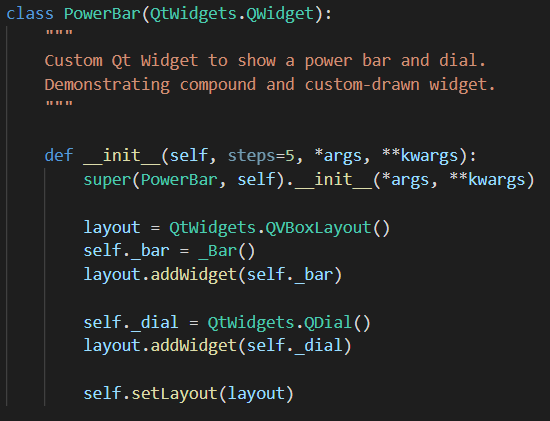 class PowerBar(QtWidgets.QWidget):
    """
    Custom Qt Widget to show a power bar and dial.
    Demonstrating compound and custom-drawn widget.
    """

    def __init__(self, steps=5, *args, **kwargs):
        super(PowerBar, self).__init__(*args, **kwargs)

        layout = QtWidgets.QVBoxLayout()
        self._bar = _Bar()
        layout.addWidget(self._bar)

        self._dial = QtWidgets.QDial()
        layout.addWidget(self._dial)

        self.setLayout(layout)